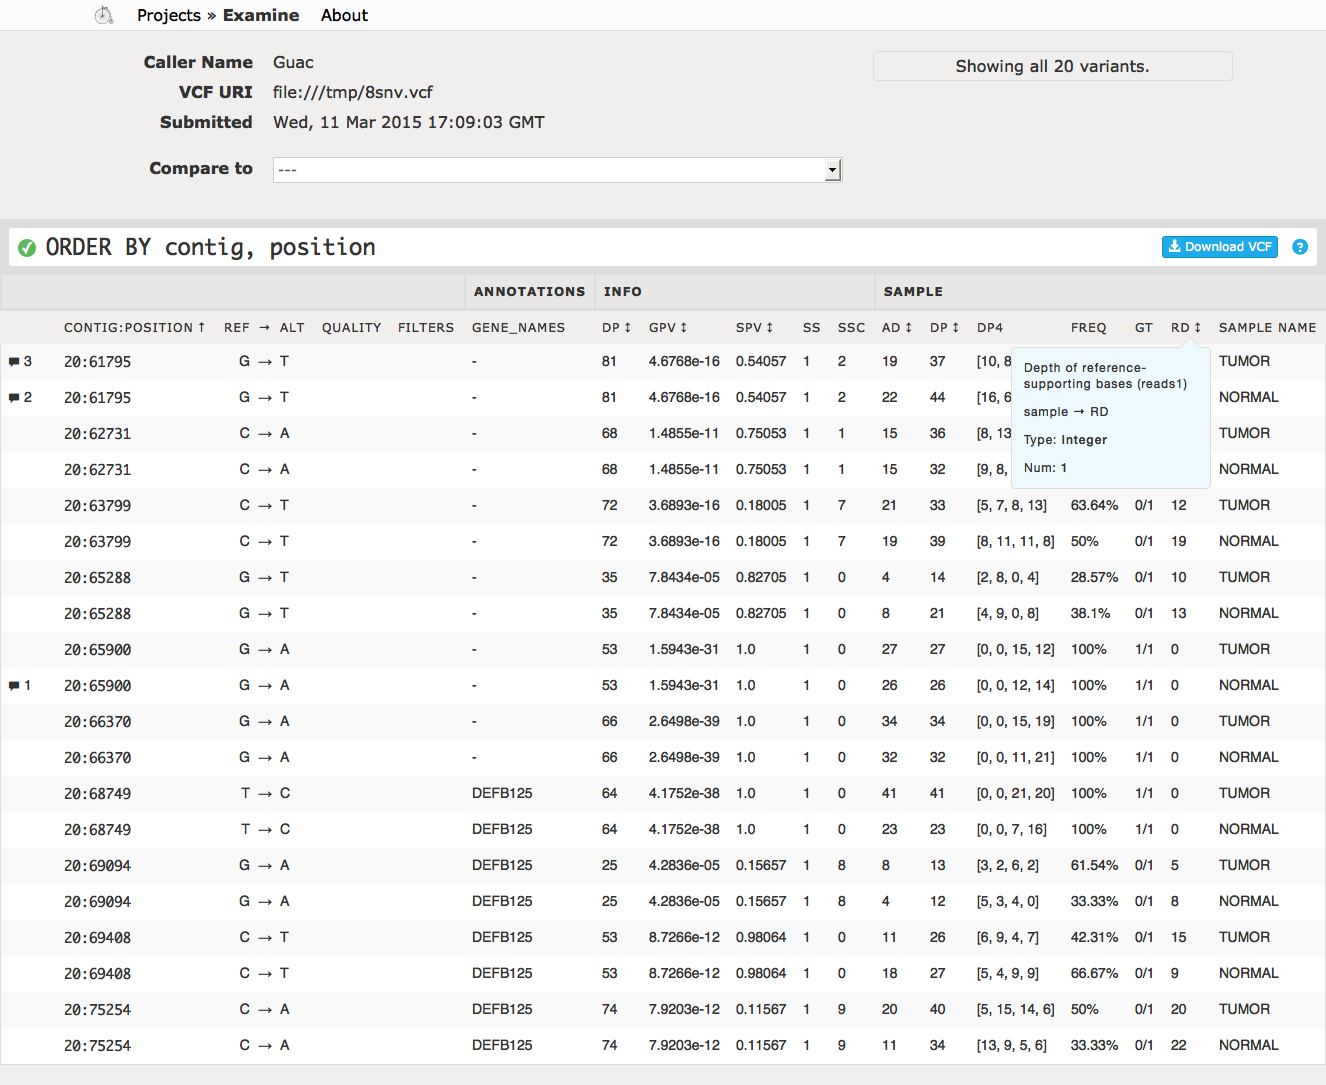 Projects » Examine About
Caller Name Guac
Showing all 20 variants.
VCF URI file:///tmp/8snv.vcf
Submitted Wed, 11 Mar 2015 17:09:03 GMT
Compare to ---
ORDER BY contig, position
Download VCF ?
ANNOTATIONS INFO SAMPLE
CONTIG:POSITION ↑ REF → ALT QUALITY FILTERS GENE_NAMES DP ↕ GPV ↕ SPV ↕ SS SSC AD ↕ DP ↕ DP4 FREQ GT RD ↕ SAMPLE NAME
3 20:61795 G → T - 81 4.6768e-16 0.54057 1 2 19 37 [10, 8 TUMOR
2 20:61795 G → T - 81 4.6768e-16 0.54057 1 2 22 44 [16, 6 NORMAL
20:62731 C → A - 68 1.4855e-11 0.75053 1 1 15 36 [8, 13 TUMOR
20:62731 C → A - 68 1.4855e-11 0.75053 1 1 15 32 [9, 8, NORMAL
Depth of reference-
supporting bases (reads1)
sample → RD
Type: Integer
Num: 1
20:63799 C → T - 72 3.6893e-16 0.18005 1 7 21 33 [5, 7, 8, 13] 63.64% 0/1 12 TUMOR
20:63799 C → T - 72 3.6893e-16 0.18005 1 7 19 39 [8, 11, 11, 8] 50% 0/1 19 NORMAL
20:65288 G → T - 35 7.8434e-05 0.82705 1 0 4 14 [2, 8, 0, 4] 28.57% 0/1 10 TUMOR
20:65288 G → T - 35 7.8434e-05 0.82705 1 0 8 21 [4, 9, 0, 8] 38.1% 0/1 13 NORMAL
20:65900 G → A - 53 1.5943e-31 1.0 1 0 27 27 [0, 0, 15, 12] 100% 1/1 0 TUMOR
1 20:65900 G → A - 53 1.5943e-31 1.0 1 0 26 26 [0, 0, 12, 14] 100% 1/1 0 NORMAL
20:66370 G → A - 66 2.6498e-39 1.0 1 0 34 34 [0, 0, 15, 19] 100% 1/1 0 TUMOR
20:66370 G → A - 66 2.6498e-39 1.0 1 0 32 32 [0, 0, 11, 21] 100% 1/1 0 NORMAL
20:68749 T → C DEFB125 64 4.1752e-38 1.0 1 0 41 41 [0, 0, 21, 20] 100% 1/1 0 TUMOR
20:68749 T → C DEFB125 64 4.1752e-38 1.0 1 0 23 23 [0, 0, 7, 16] 100% 1/1 0 NORMAL
20:69094 G → A DEFB125 25 4.2836e-05 0.15657 1 8 8 13 [3, 2, 6, 2] 61.54% 0/1 5 TUMOR
20:69094 G → A DEFB125 25 4.2836e-05 0.15657 1 8 4 12 [5, 3, 4, 0] 33.33% 0/1 8 NORMAL
20:69408 C → T DEFB125 53 8.7266e-12 0.98064 1 0 11 26 [6, 9, 4, 7] 42.31% 0/1 15 TUMOR
20:69408 C → T DEFB125 53 8.7266e-12 0.98064 1 0 18 27 [5, 4, 9, 9] 66.67% 0/1 9 NORMAL
20:75254 C → A DEFB125 74 7.9203e-12 0.11567 1 9 20 40 [5, 15, 14, 6] 50% 0/1 20 TUMOR
20:75254 C → A DEFB125 74 7.9203e-12 0.11567 1 9 11 34 [13, 9, 5, 6] 33.33% 0/1 22 NORMAL